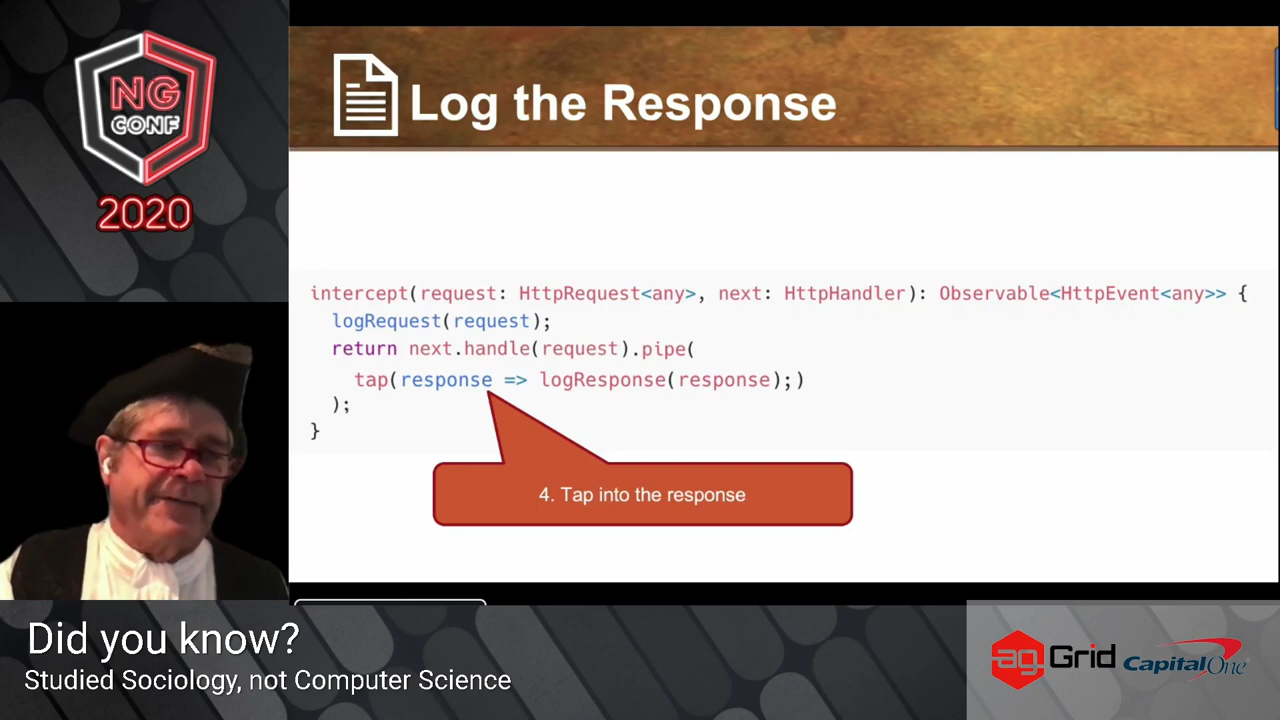 NG
CONF
2020
Log the Response
intercept(request: HttpRequest<any>, next: HttpHandler): Observable<HttpEvent<any>> {
logRequest(request);
return next.handle(request).pipe(
tap(response => logResponse(response);)
);
}
4. Tap into the response
Did you know?
Studied Sociology, not Computer Science
ag Grid
Capital One